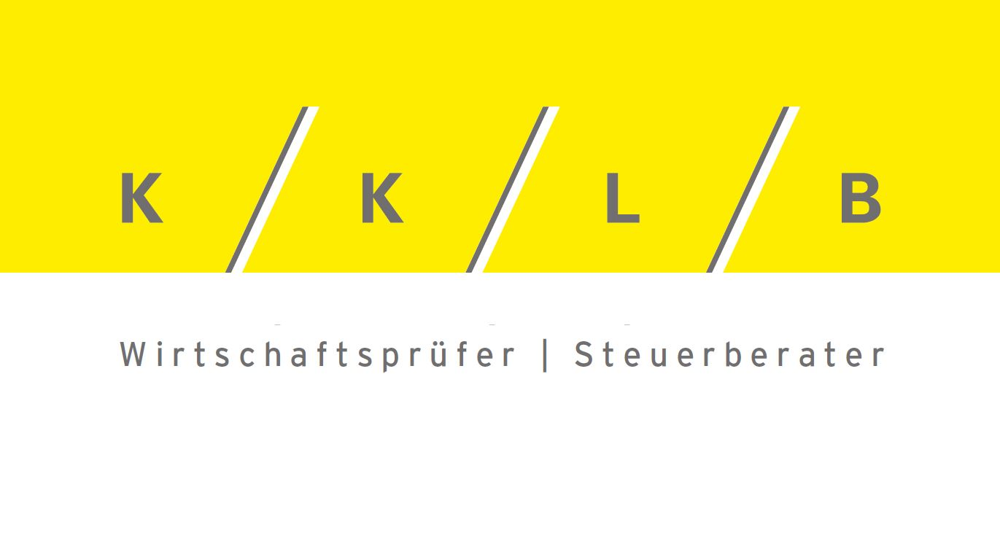 K / K / L / B
Wirtschaftsprüfer | Steuerberater